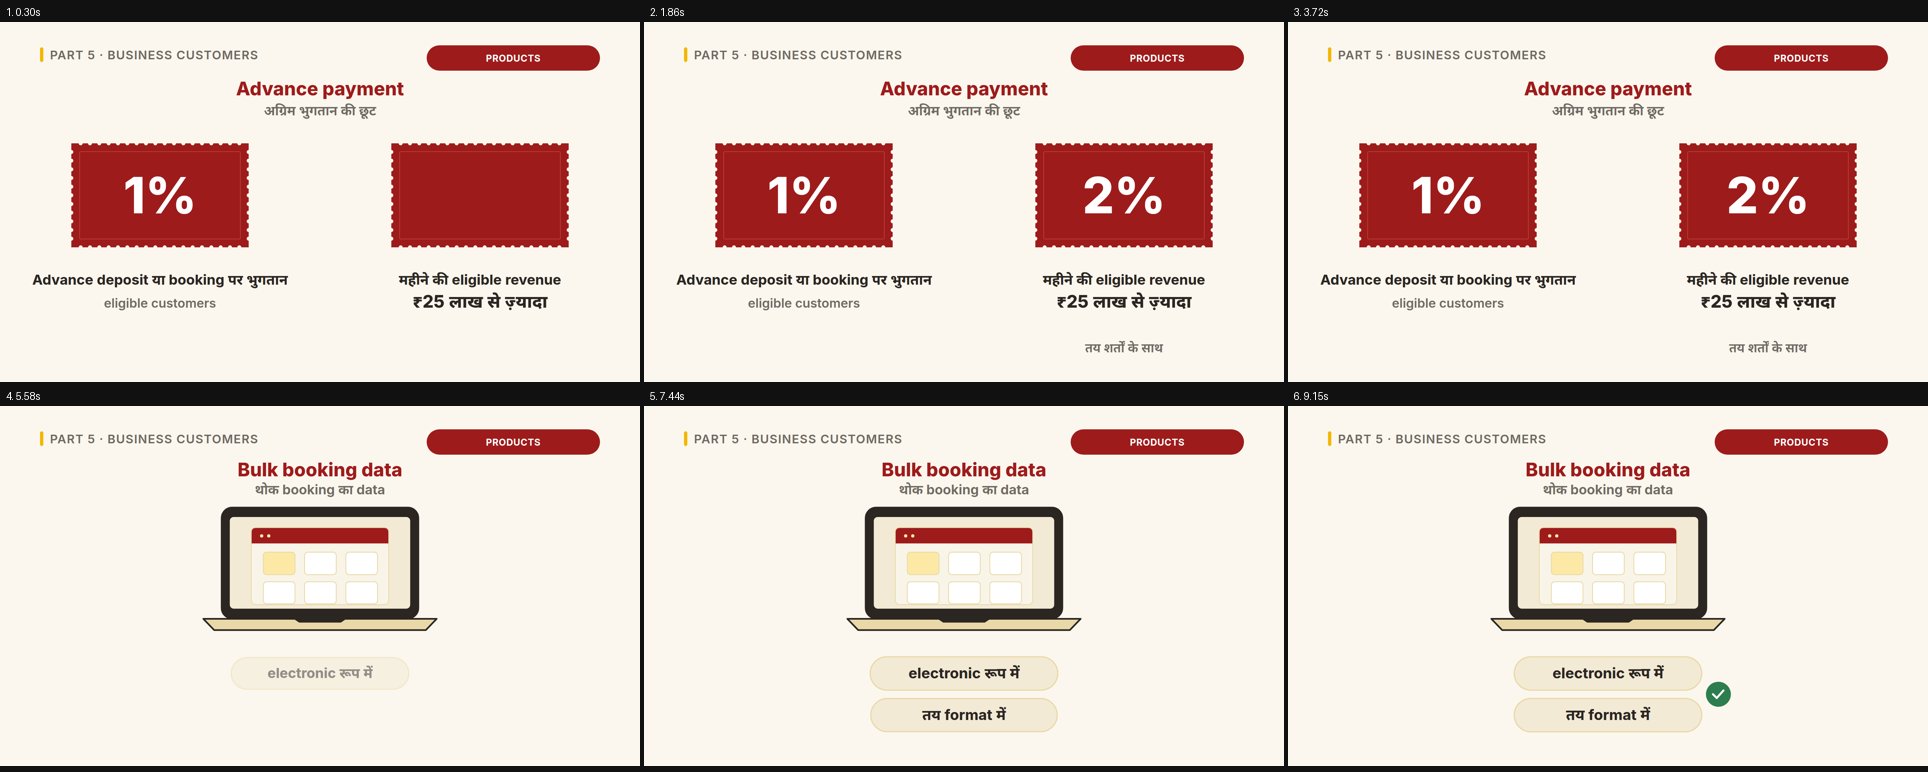 1. 0.30s
PART 5 · BUSINESS CUSTOMERS
PRODUCTS
Advance payment
अग्रिम भुगतान की छूट
1%
Advance deposit या booking पर भुगतान
eligible customers
महीने की eligible revenue
₹25 लाख से ज़्यादा
2. 1.86s
PART 5 · BUSINESS CUSTOMERS
PRODUCTS
Advance payment
अग्रिम भुगतान की छूट
1%
2%
Advance deposit या booking पर भुगतान
eligible customers
महीने की eligible revenue
₹25 लाख से ज़्यादा
तय शर्तों के साथ
3. 3.72s
PART 5 · BUSINESS CUSTOMERS
PRODUCTS
Advance payment
अग्रिम भुगतान की छूट
1%
2%
Advance deposit या booking पर भुगतान
eligible customers
महीने की eligible revenue
₹25 लाख से ज़्यादा
तय शर्तों के साथ
4. 5.58s
PART 5 · BUSINESS CUSTOMERS
PRODUCTS
Bulk booking data
थोक booking का data
electronic रूप में
5. 7.44s
PART 5 · BUSINESS CUSTOMERS
PRODUCTS
Bulk booking data
थोक booking का data
electronic रूप में
तय format में
6. 9.15s
PART 5 · BUSINESS CUSTOMERS
PRODUCTS
Bulk booking data
थोक booking का data
electronic रूप में
तय format में